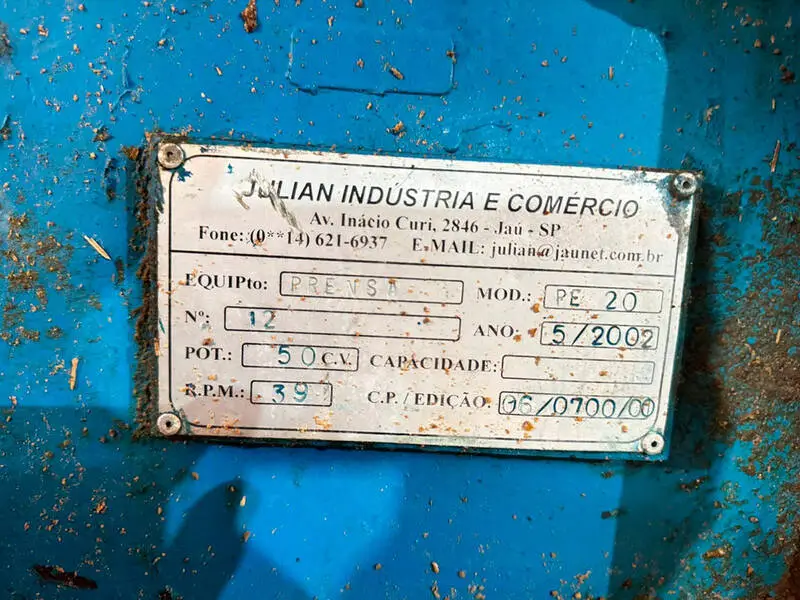 JULIAN INDÚSTRIA E COMÉRCIO
Av. Inácio Curi, 2846 - Jaú - SP
Fone: (0**14) 621-6937 E-MAIL: julian@jaunet.com.br
EQUIPto: PRENSA MOD.: PE 20
Nº: 12 ANO: 5/2002
POT.: 50 C.V. CAPACIDADE:
R.P.M.: 39 C.P. / EDIÇÃO: 06/0700/00